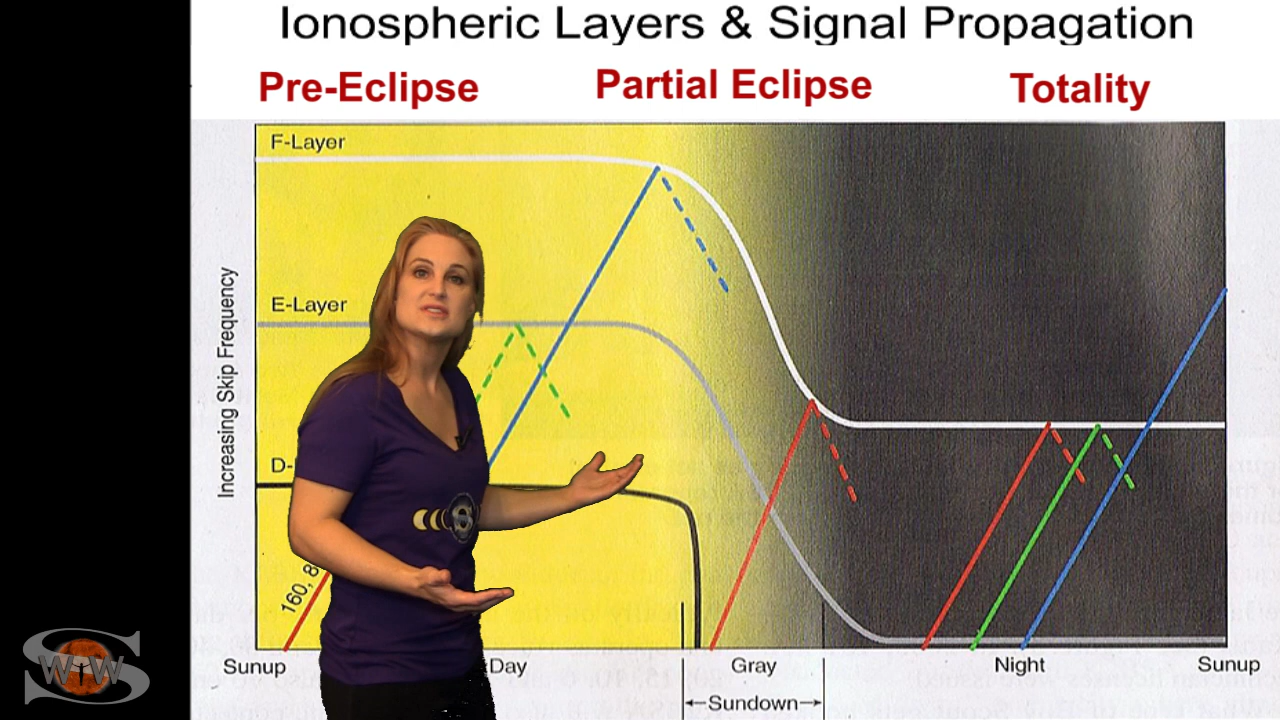 Ionospheric Layers & Signal Propagation
Pre-Eclipse
Partial Eclipse
Totality
F-Layer
E-Layer
D-
Increasing Skip Frequency
160, 8
Sunup
Day
Gray
Night
Sunup
Sundown
S
WTW